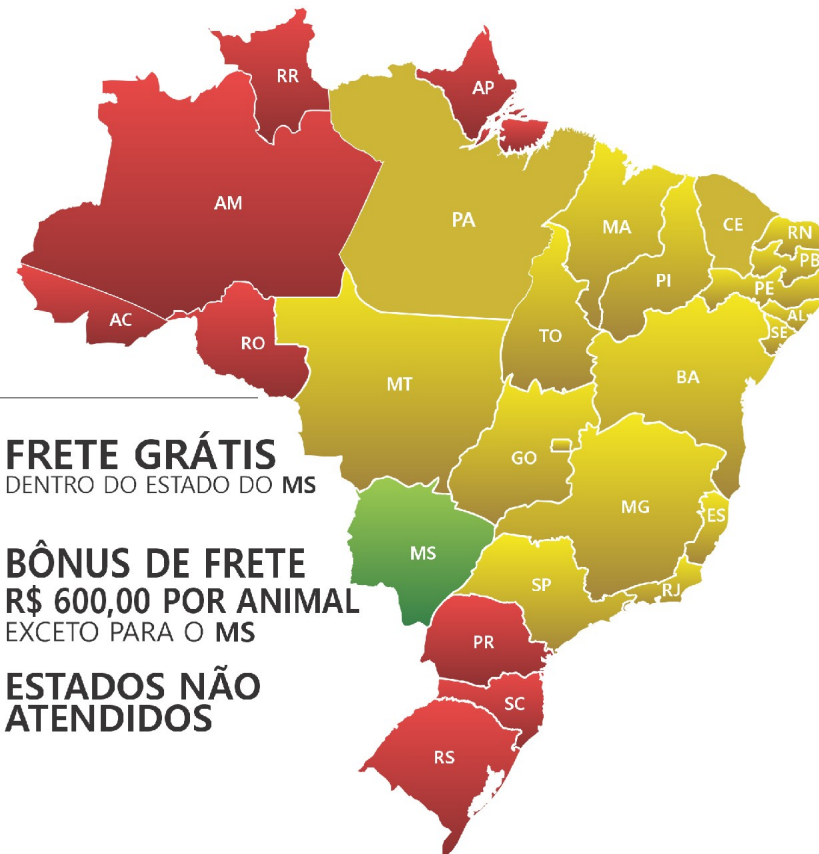 RR
AP
AM
PA
MA
CE
RN
PB
PI
PE
AC
AL
RO
TO
SE
BA
MT
FRETE GRÁTIS
DENTRO DO ESTADO DO MS
GO
MG
ES
MS
BÔNUS DE FRETE
R$ 600,00 POR ANIMAL
EXCETO PARA O MS
SP
RJ
PR
ESTADOS NÃO
ATENDIDOS
SC
RS